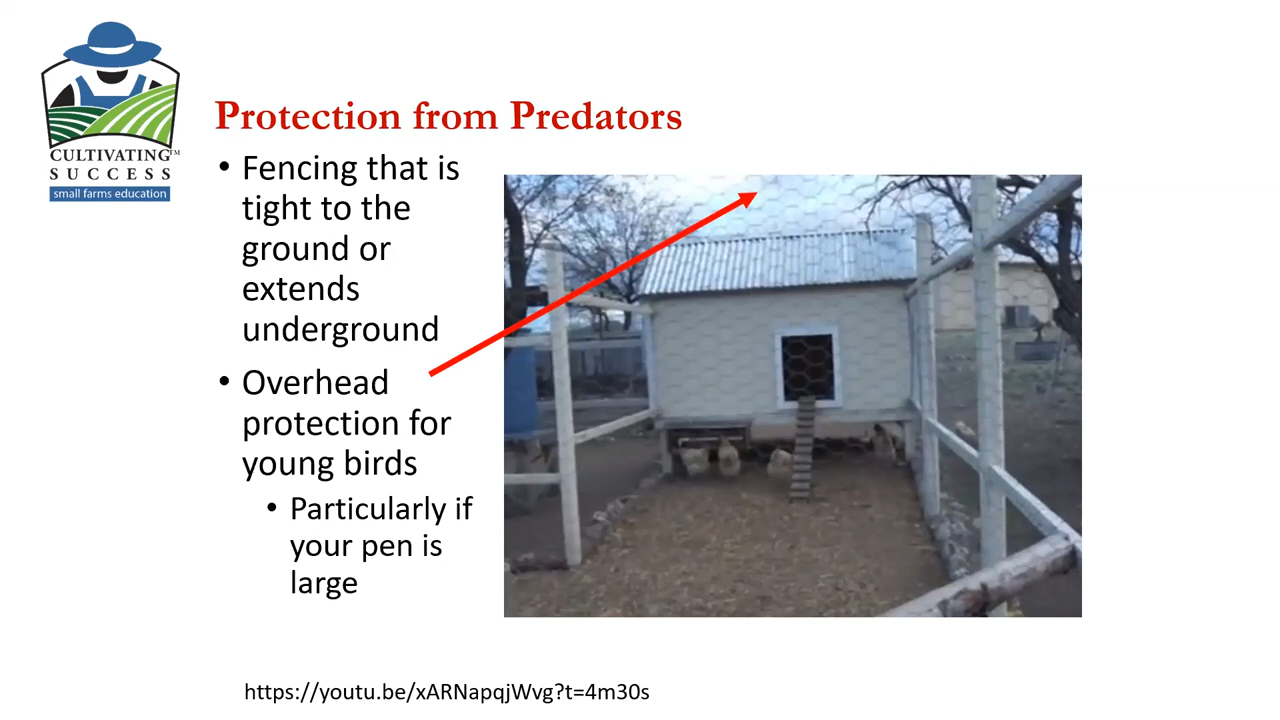 CULTIVATING™
SUCCESS
small farms education
Protection from Predators
• Fencing that is
tight to the
ground or
extends
underground
• Overhead
protection for
young birds
• Particularly if
your pen is
large
https://youtu.be/xARNapqjWvg?t=4m30s